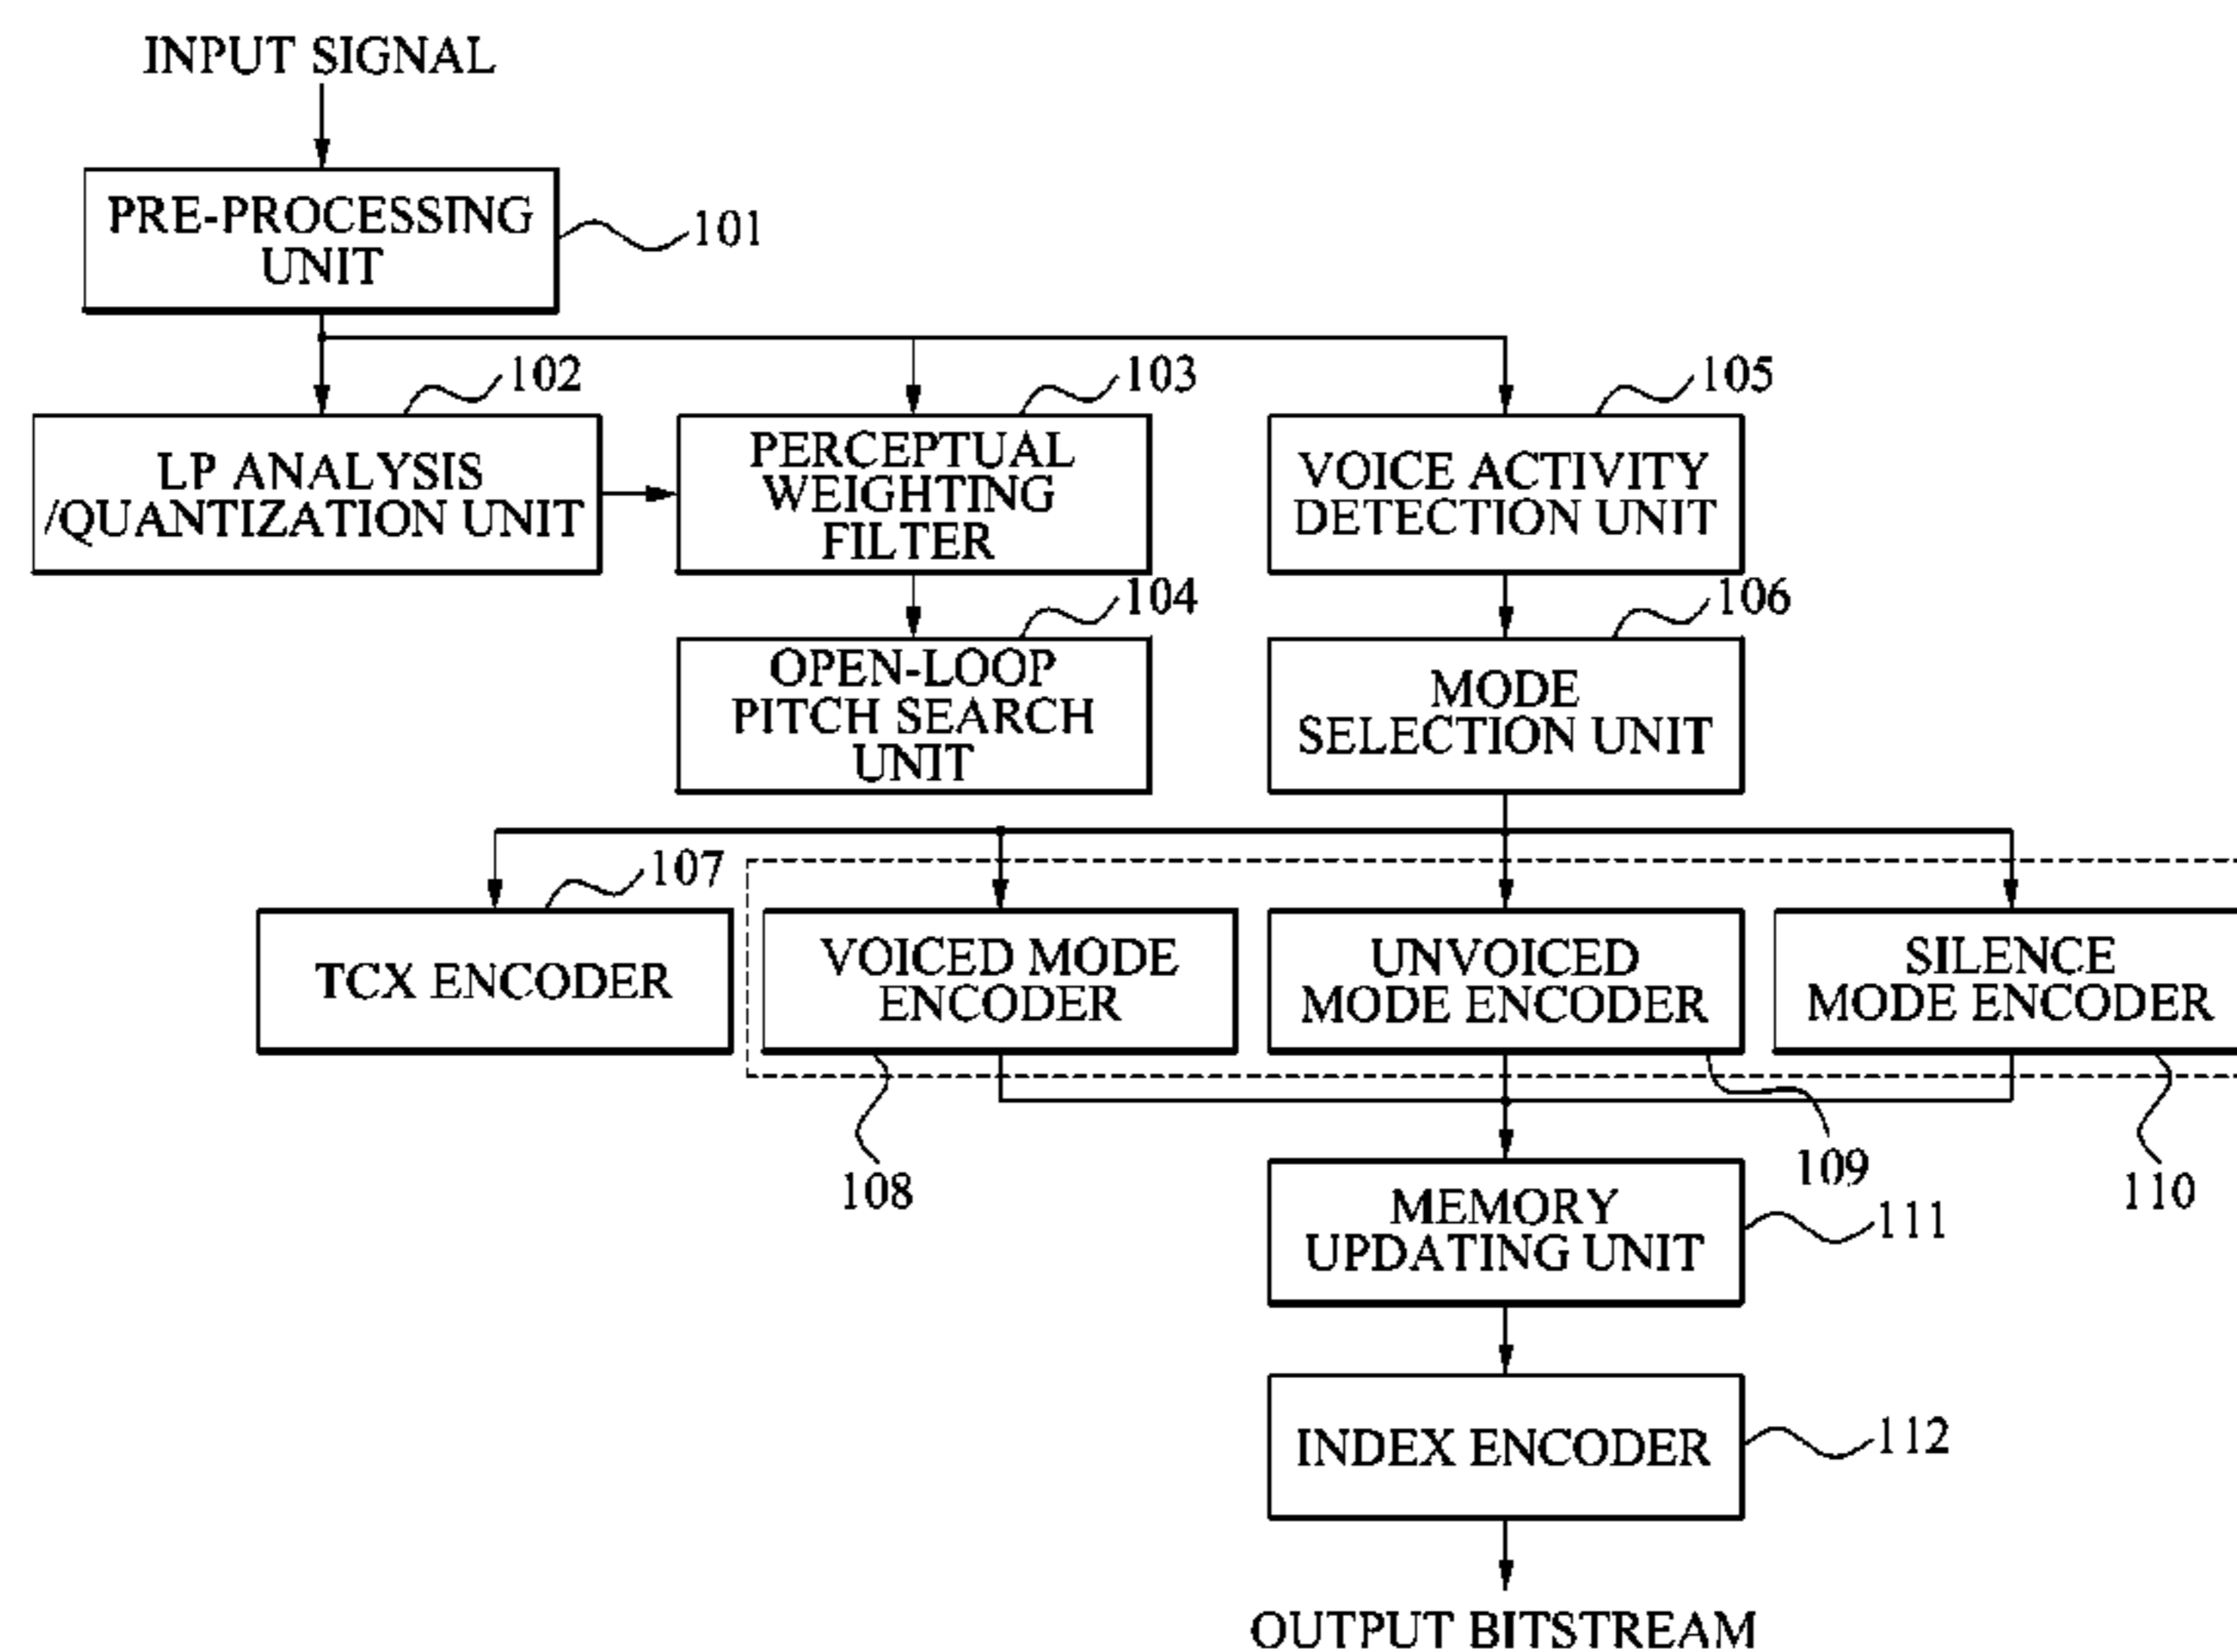 INPUT SIGNAL
PRE-PROCESSING
UNIT
101
102
103
105
LP ANALYSIS
/QUANTIZATION UNIT
PERCEPTUAL
WEIGHTING
FILTER
VOICE ACTIVITY
DETECTION UNIT
104
106
OPEN-LOOP
PITCH SEARCH
UNIT
MODE
SELECTION UNIT
107
TCX ENCODER
VOICED MODE
ENCODER
UNVOICED
MODE ENCODER
SILENCE
MODE ENCODER
108
109
110
MEMORY
UPDATING UNIT
111
INDEX ENCODER
112
OUTPUT BITSTREAM